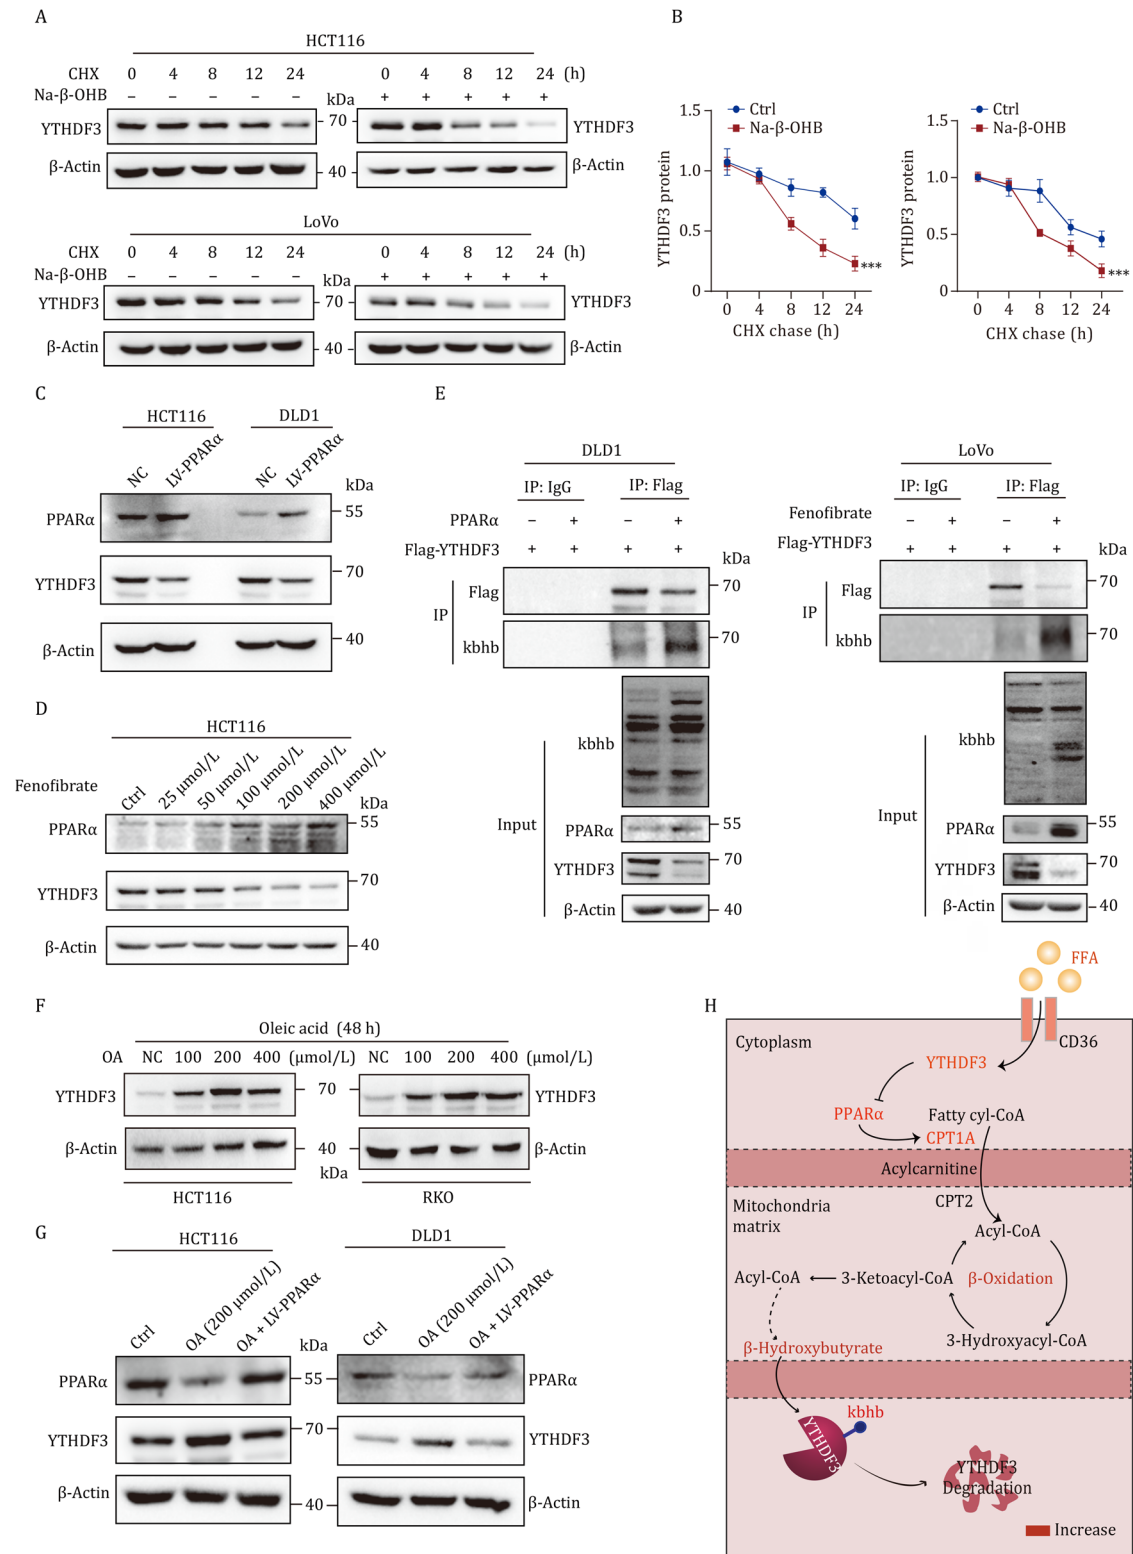 A
HCT116
CHX 0 4 8 12 24 0 4 8 12 24 (h)
Na-β-OHB – – – – – kDa + + + + +
YTHDF3 70 YTHDF3
β-Actin 40 β-Actin
LoVo
CHX 0 4 8 12 24 0 4 8 12 24 (h)
Na-β-OHB – – – – – kDa + + + + +
YTHDF3 70 YTHDF3
β-Actin 40 β-Actin
B
Ctrl
Na-β-OHB
YTHDF3 protein
1.5
1.0
0.5
0
***
0 4 8 12 24
CHX chase (h)
Ctrl
Na-β-OHB
YTHDF3 protein
1.5
1.0
0.5
0
***
0 4 8 12 24
CHX chase (h)
C
HCT116 DLD1
NC LV-PPARα NC LV-PPARα
kDa
PPARα 55
YTHDF3 70
β-Actin 40
D
HCT116
Fenofibrate Ctrl 25 μmol/L 50 μmol/L 100 μmol/L 200 μmol/L 400 μmol/L
kDa
PPARα 55
YTHDF3 70
β-Actin 40
E
DLD1
IP: IgG IP: Flag
PPARα – + – +
Flag-YTHDF3 + + + +
kDa
IP
Flag 70
kbhb 70
Input
kbhb
PPARα 55
YTHDF3 70
β-Actin 40
LoVo
IP: IgG IP: Flag
Fenofibrate – + – +
Flag-YTHDF3 + + + +
kDa
IP
Flag 70
kbhb 70
Input
kbhb
PPARα 55
YTHDF3 70
β-Actin 40
F
Oleic acid (48 h)
OA NC 100 200 400 (μmol/L) NC 100 200 400 (μmol/L)
YTHDF3 70 YTHDF3
β-Actin 40 β-Actin
kDa
HCT116 RKO
G
HCT116 DLD1
Ctrl OA (200 μmol/L) OA + LV-PPARα Ctrl OA (200 μmol/L) OA + LV-PPARα
kDa
PPARα 55 PPARα
YTHDF3 70 YTHDF3
β-Actin 40 β-Actin
H
FFA
CD36
Cytoplasm
YTHDF3
PPARα
Fatty cyl-CoA
CPT1A
Acylcarnitine
CPT2
Mitochondria
matrix
Acyl-CoA
Acyl-CoA
3-Ketoacyl-CoA
β-Oxidation
3-Hydroxyacyl-CoA
β-Hydroxybutyrate
kbhb
YTHDF3
YTHDF3
Degradation
Increase